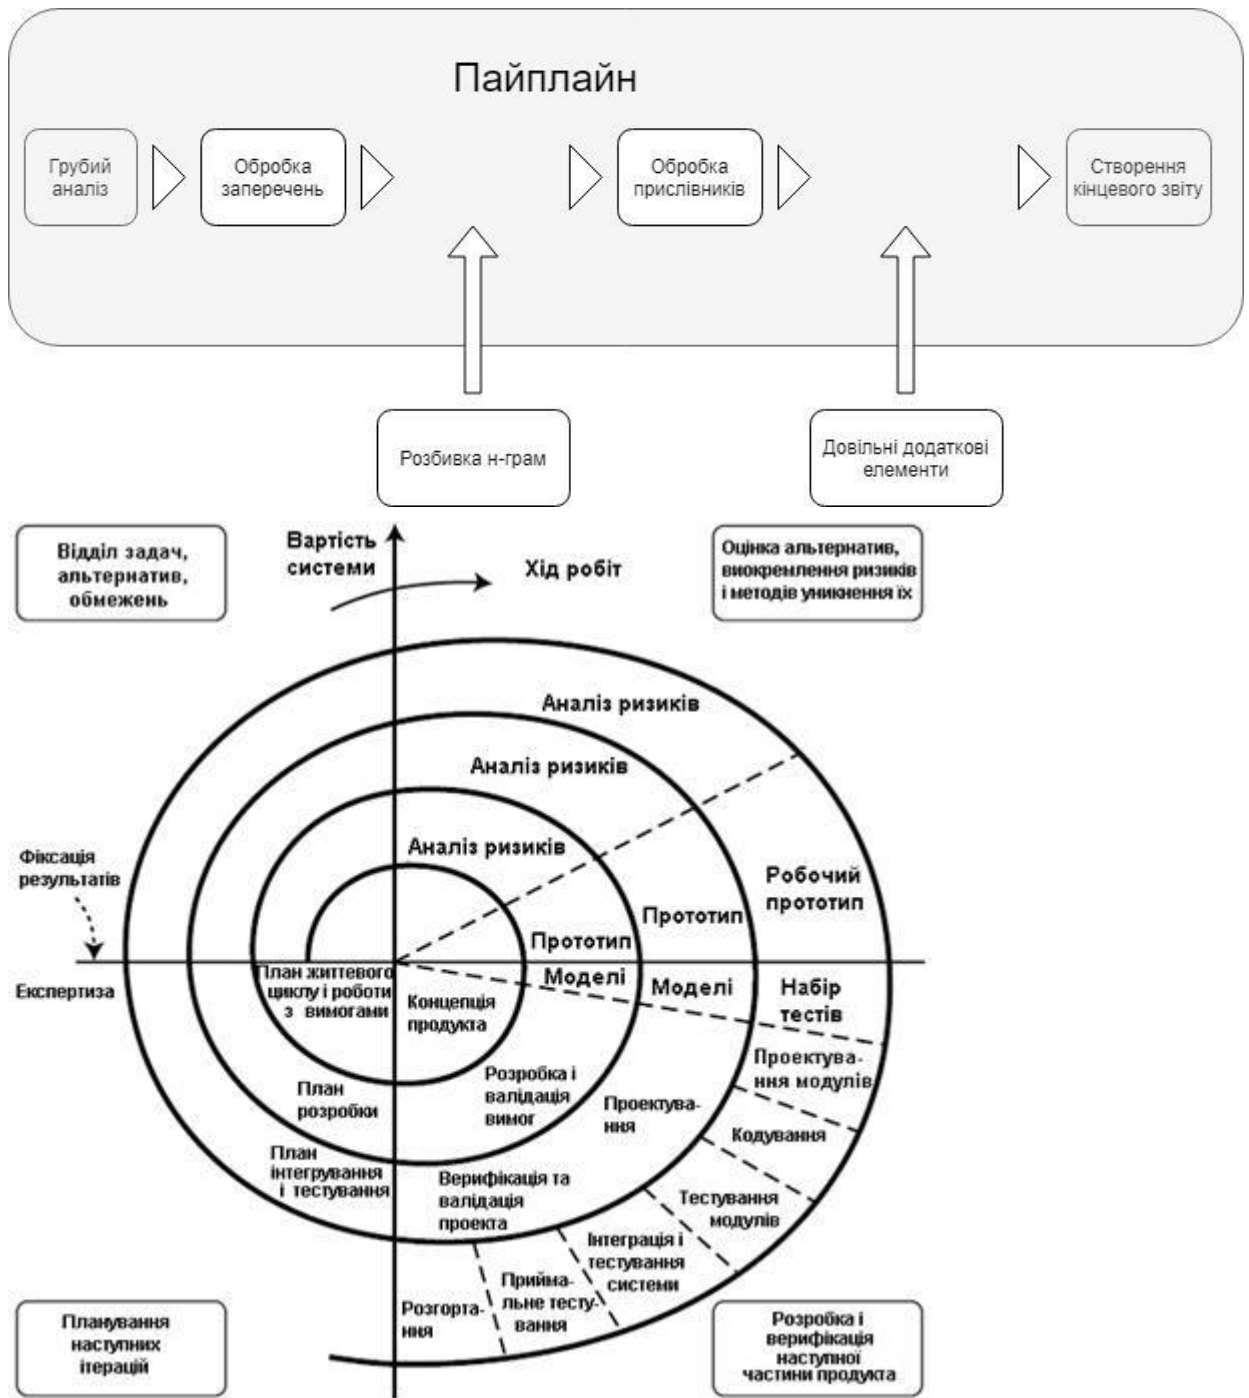 Пайплайн
Грубий
аналіз
Обробка
заперечень
Обробка
прислівників
Створення
кінцевого звіту
Розбивка н-грам
Довільні додаткові
елементи
Відділ задач,
альтернатив,
обмежень
Вартість
системи
Хід робіт
Оцінка альтернатив,
виокремлення ризиків
і методів уникнення їх
Аналіз ризиків
Аналіз ризиків
Аналіз ризиків
Фіксація
результатів
Робочий
прототип
Прототип
Прототип
Експертиза
План життевого
циклу і роботи
з вимогами
Концепція
продукта
Моделі
Моделі
Набір
тестів
Проектува-
ння модулів
План
розробки
Розробка і
валідація
вимог
Проектува-
ння
Кодування
План
інтегрування
і тестування
Верифікація та
валідація
проекта
Тестування
модулів
Інтеграція і
тестування
системи
Приймаль-
не тесту-
вання
Розгорта-
ння
Планування
наступних
ітерацій
Розробка і
верифікація
наступної
частини продукта